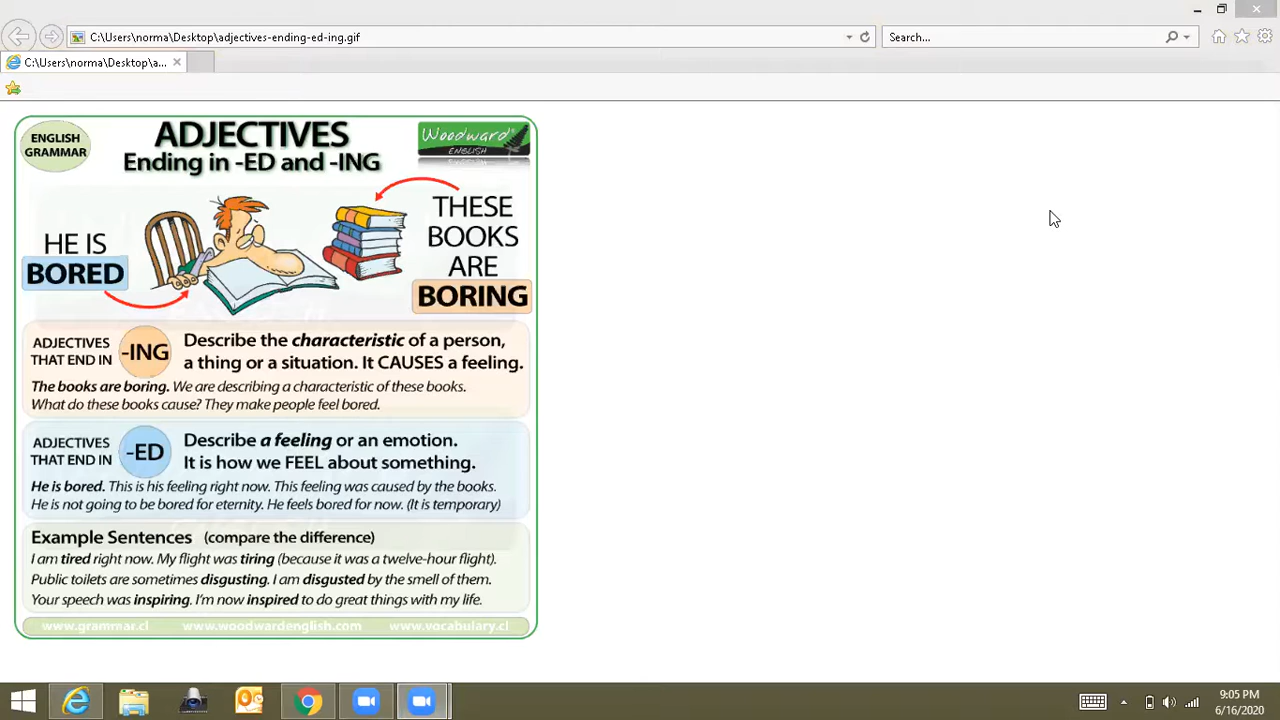 C:\Users\norma\Desktop\adjectives-ending-ed-ing.gif
Search...
C:\Users\norma\Desktop\a...
ENGLISH
GRAMMAR
ADJECTIVES
Ending in -ED and -ING
Woodward
ENGLISH
HE IS
BORED
THESE
BOOKS
ARE
BORING
ADJECTIVES
THAT END IN
-ING
Describe the characteristic of a person,
a thing or a situation. It CAUSES a feeling.
The books are boring. We are describing a characteristic of these books.
What do these books cause? They make people feel bored.
ADJECTIVES
THAT END IN
-ED
Describe a feeling or an emotion.
It is how we FEEL about something.
He is bored. This is his feeling right now. This feeling was caused by the books.
He is not going to be bored for eternity. He feels bored for now. (It is temporary)
Example Sentences (compare the difference)
I am tired right now. My flight was tiring (because it was a twelve-hour flight).
Public toilets are sometimes disgusting. I am disgusted by the smell of them.
Your speech was inspiring. I'm now inspired to do great things with my life.
www.grammar.cl www.woodwardenglish.com www.vocabulary.cl
9:05 PM
6/16/2020